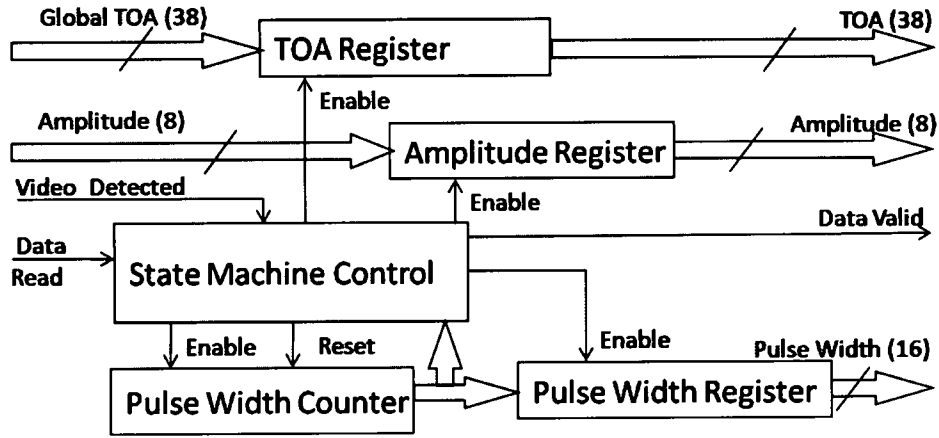 Global TOA (38)
TOA Register
TOA (38)
Enable
Amplitude (8)
Amplitude Register
Amplitude (8)
Video Detected
Enable
Data
Read
State Machine Control
Data Valid
Enable
Reset
Enable
Pulse Width Counter
Pulse Width Register
Pulse Width (16)